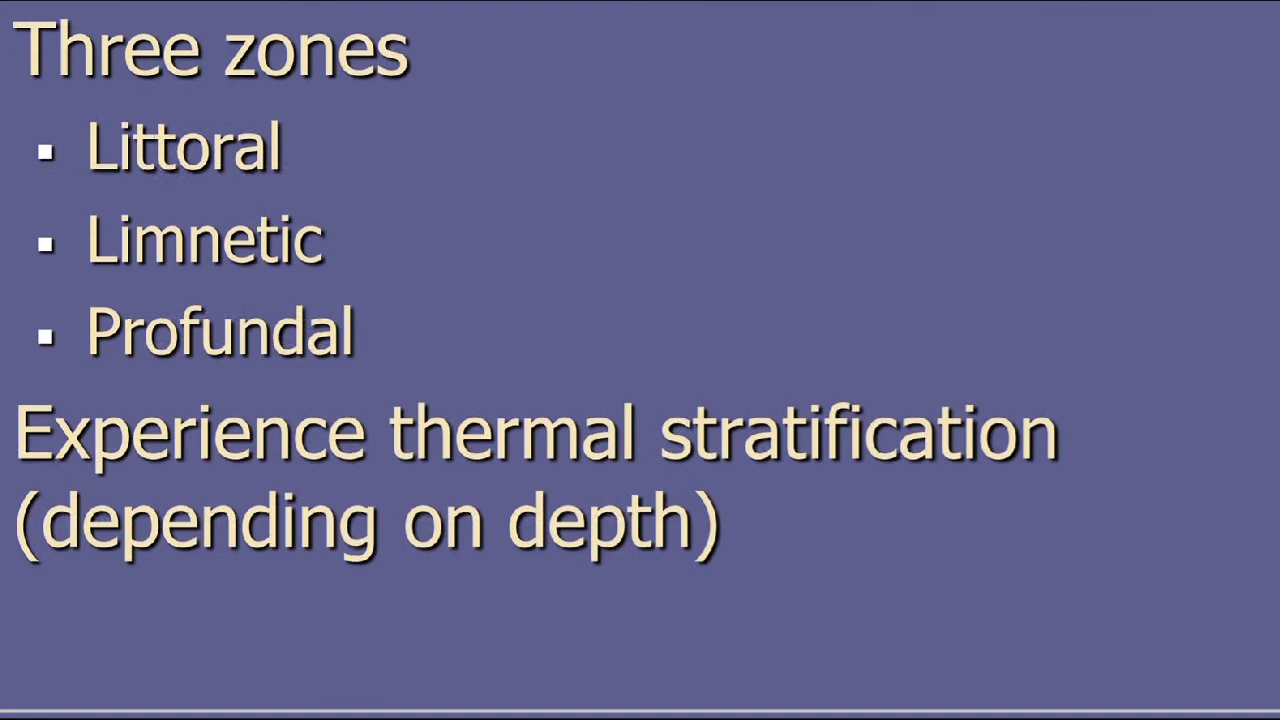 Three zones
▪ Littoral
▪ Limnetic
▪ Profundal
Experience thermal stratification
(depending on depth)